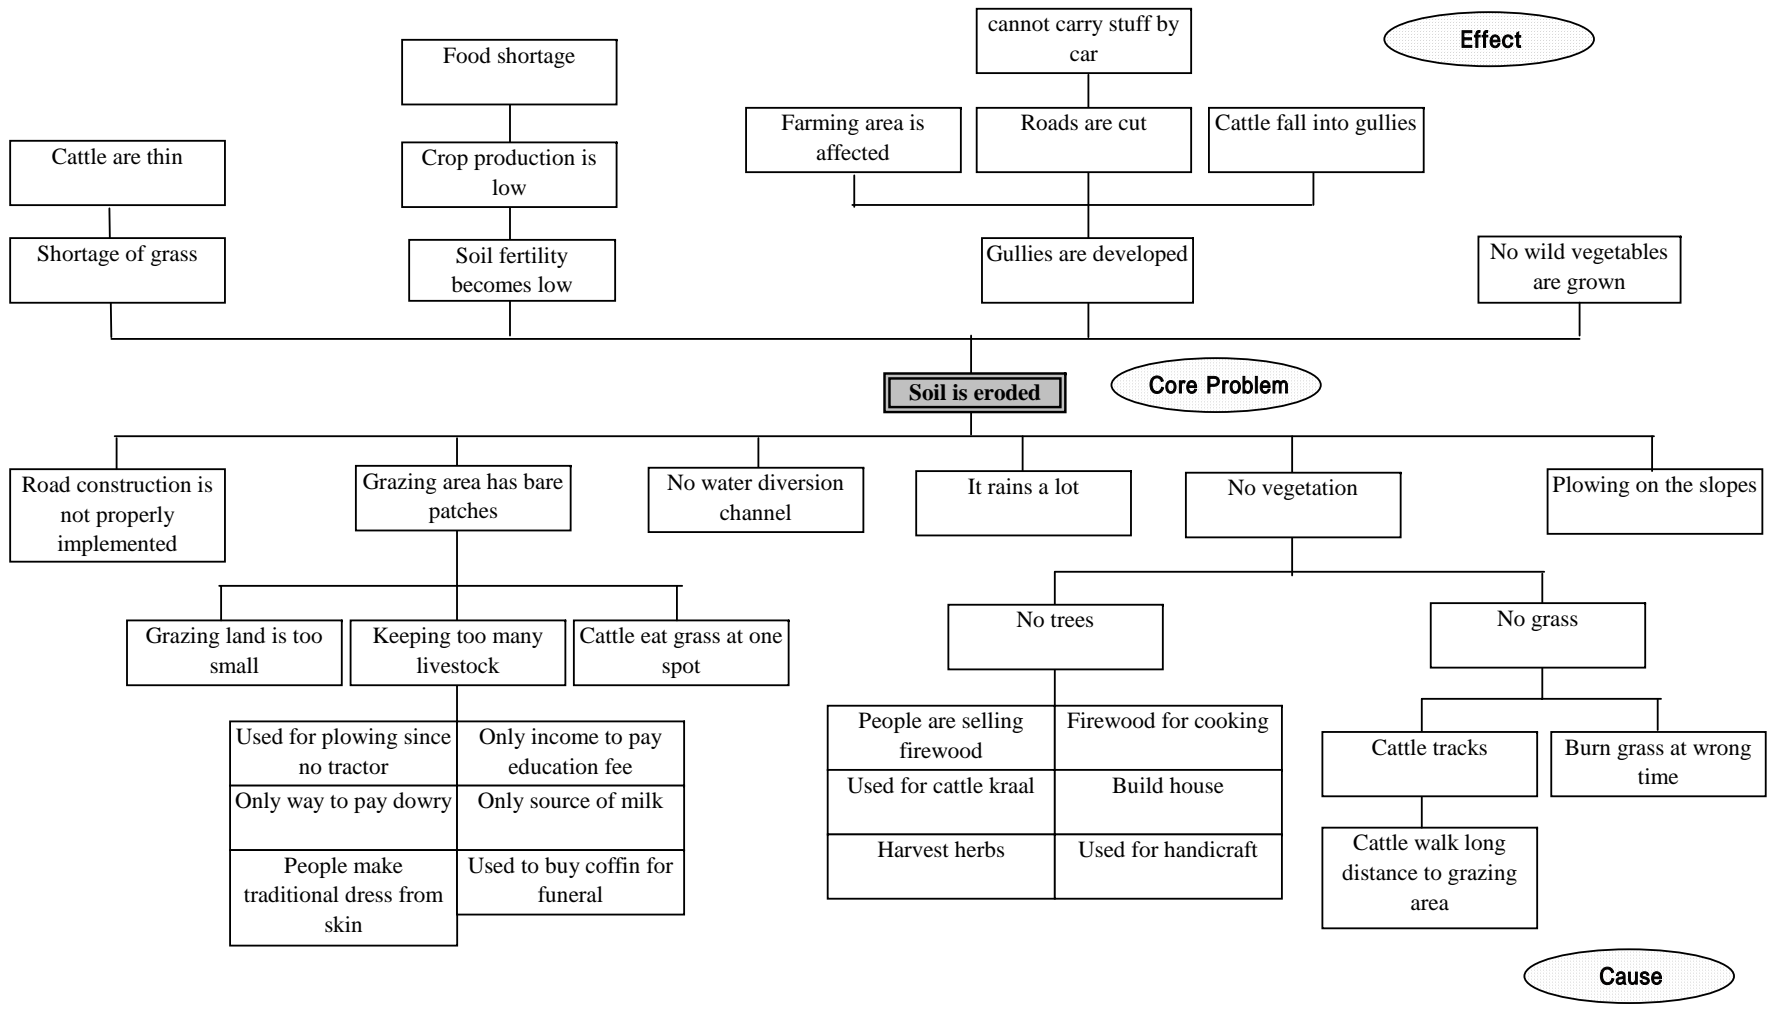 cannot carry stuff by
car
Effect
Food shortage
Farming area is
affected
Roads are cut
Cattle fall into gullies
Cattle are thin
Crop production is
low
Shortage of grass
Soil fertility
becomes low
Gullies are developed
No wild vegetables
are grown
Soil is eroded
Core Problem
Road construction is
not properly
implemented
Grazing area has bare
patches
No water diversion
channel
It rains a lot
No vegetation
Plowing on the slopes
Grazing land is too
small
Keeping too many
livestock
Cattle eat grass at one
spot
No trees
No grass
Used for plowing since
no tractor
Only income to pay
education fee
Only way to pay dowry
Only source of milk
People make
traditional dress from
skin
Used to buy coffin for
funeral
People are selling
firewood
Firewood for cooking
Used for cattle kraal
Build house
Harvest herbs
Used for handicraft
Cattle tracks
Burn grass at wrong
time
Cattle walk long
distance to grazing
area
Cause